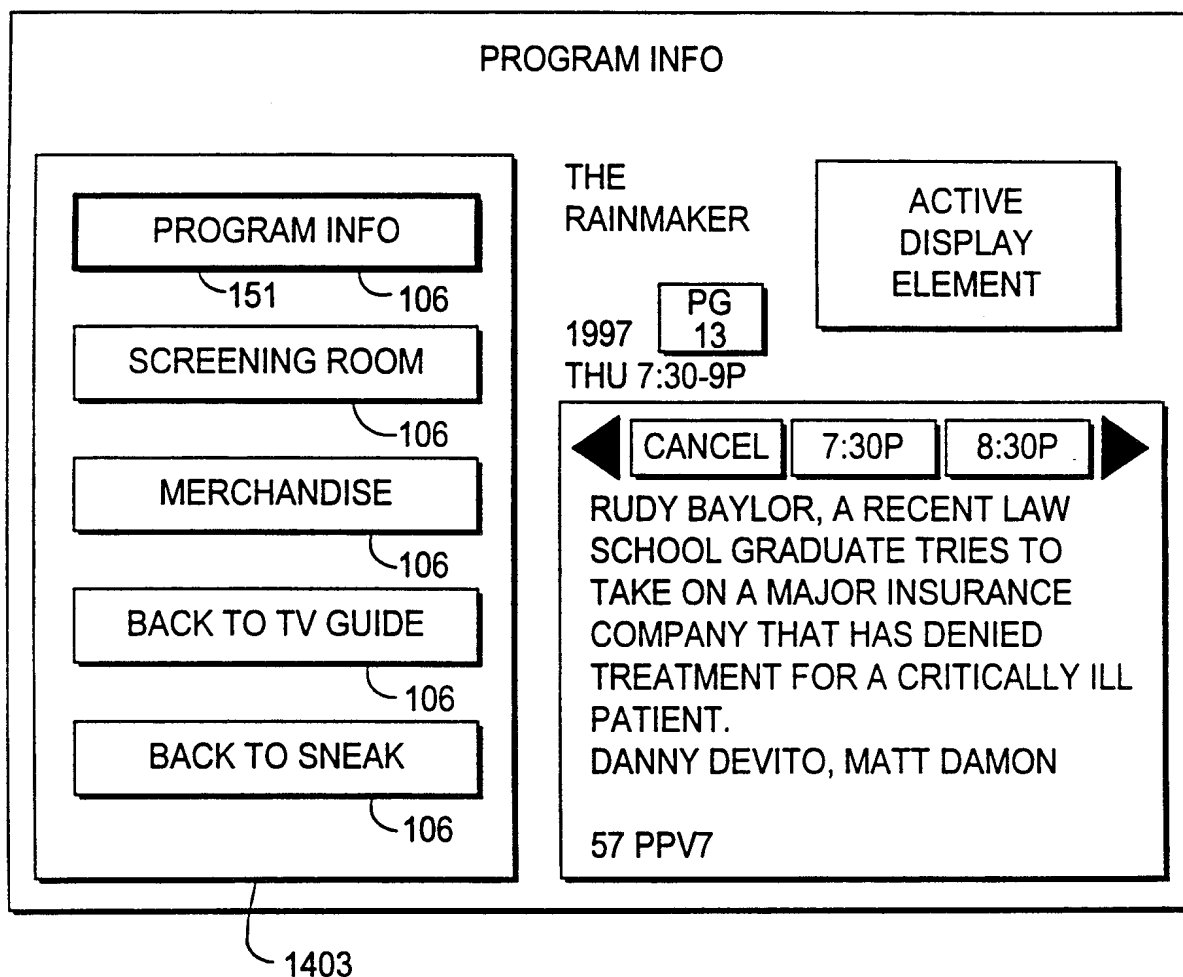 PROGRAM INFO
PROGRAM INFO
151
106
SCREENING ROOM
106
MERCHANDISE
106
BACK TO TV GUIDE
106
BACK TO SNEAK
106
1403
THE
RAINMAKER
ACTIVE
DISPLAY
ELEMENT
PG
13
1997
THU 7:30-9P
CANCEL 7:30P 8:30P
RUDY BAYLOR, A RECENT LAW
SCHOOL GRADUATE TRIES TO
TAKE ON A MAJOR INSURANCE
COMPANY THAT HAS DENIED
TREATMENT FOR A CRITICALLY ILL
PATIENT.
DANNY DEVITO, MATT DAMON
57 PPV7